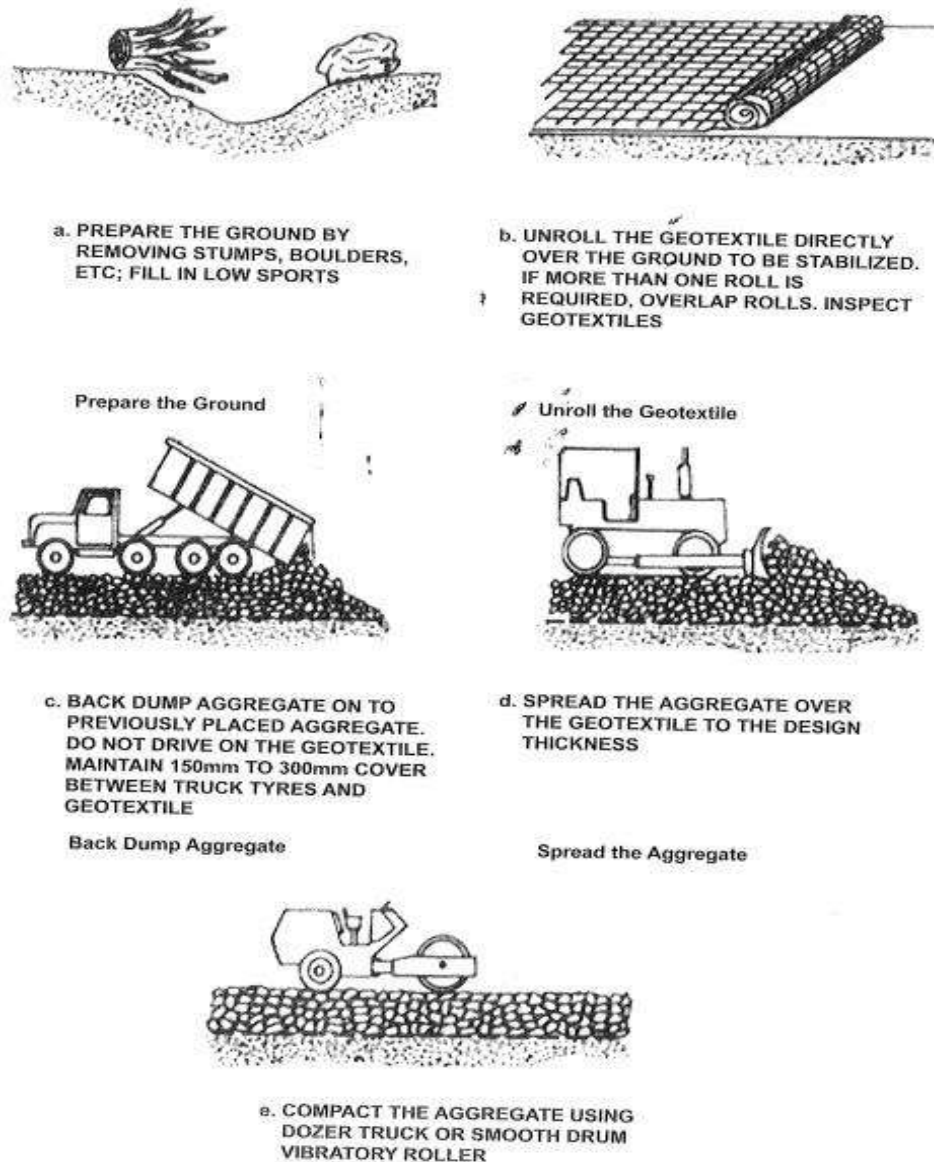 a. PREPARE THE GROUND BY
REMOVING STUMPS, BOULDERS,
ETC; FILL IN LOW SPORTS
b. UNROLL THE GEOTEXTILE DIRECTLY
OVER THE GROUND TO BE STABILIZED.
IF MORE THAN ONE ROLL IS
REQUIRED, OVERLAP ROLLS. INSPECT
GEOTEXTILES
Prepare the Ground
Unroll the Geotextile
c. BACK DUMP AGGREGATE ON TO
PREVIOUSLY PLACED AGGREGATE.
DO NOT DRIVE ON THE GEOTEXTILE.
MAINTAIN 150mm TO 300mm COVER
BETWEEN TRUCK TYRES AND
GEOTEXTILE
d. SPREAD THE AGGREGATE OVER
THE GEOTEXTILE TO THE DESIGN
THICKNESS
Back Dump Aggregate
Spread the Aggregate
e. COMPACT THE AGGREGATE USING
DOZER TRUCK OR SMOOTH DRUM
VIBRATORY ROLLER